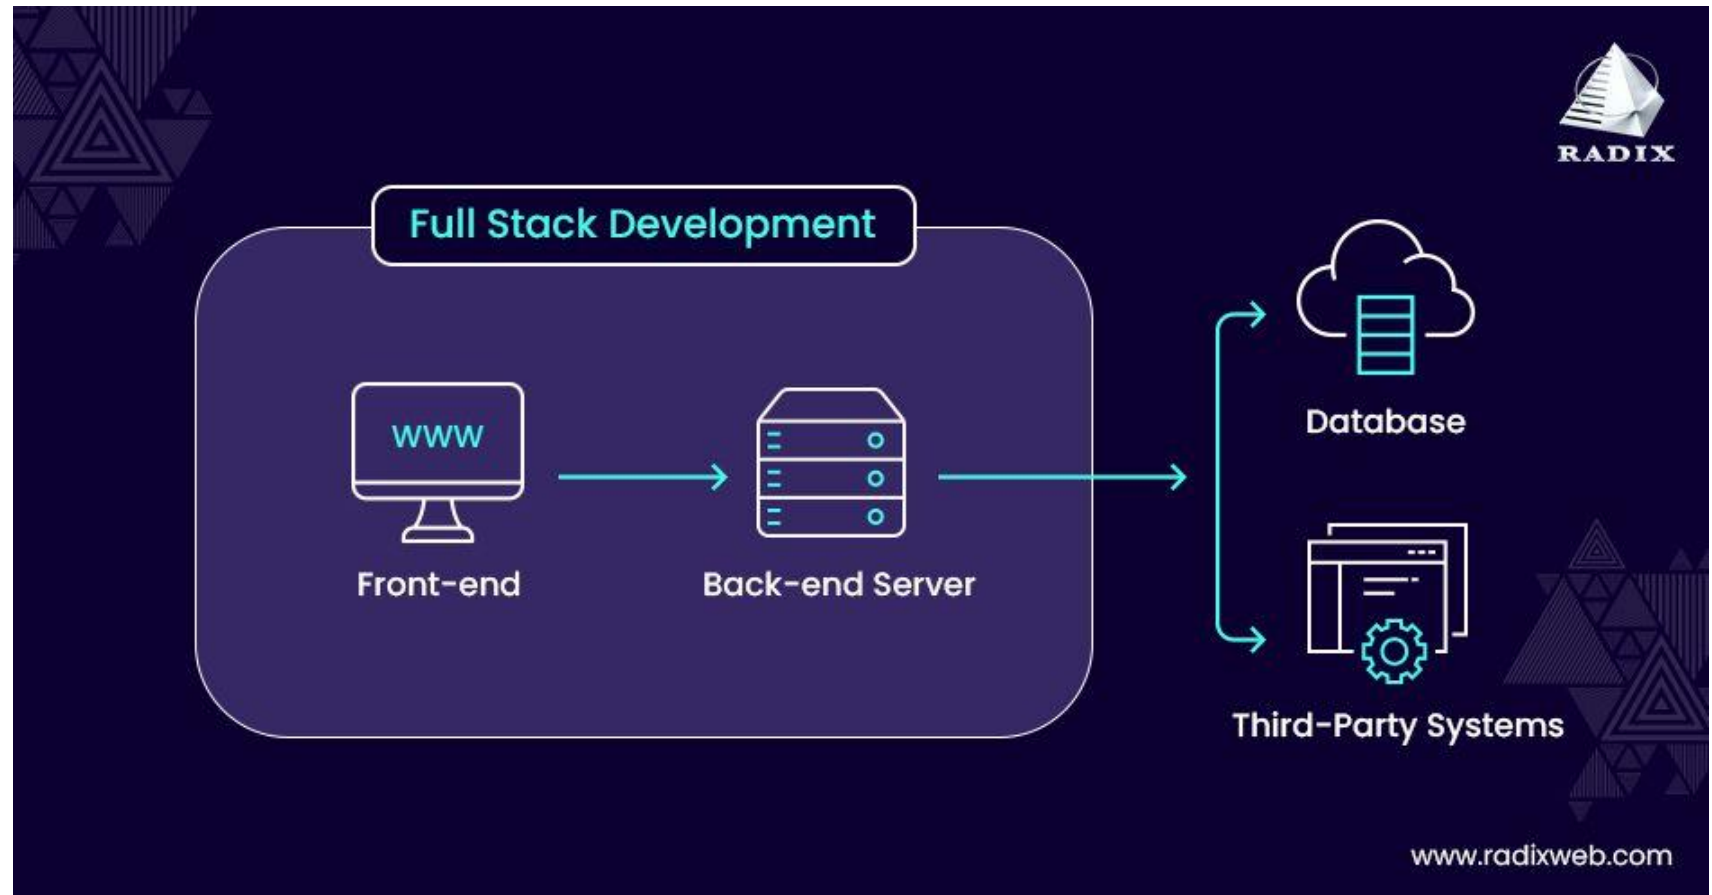 RADIX
Full Stack Development
www
Front-end
Back-end Server
Database
Third-Party Systems
www.radixweb.com